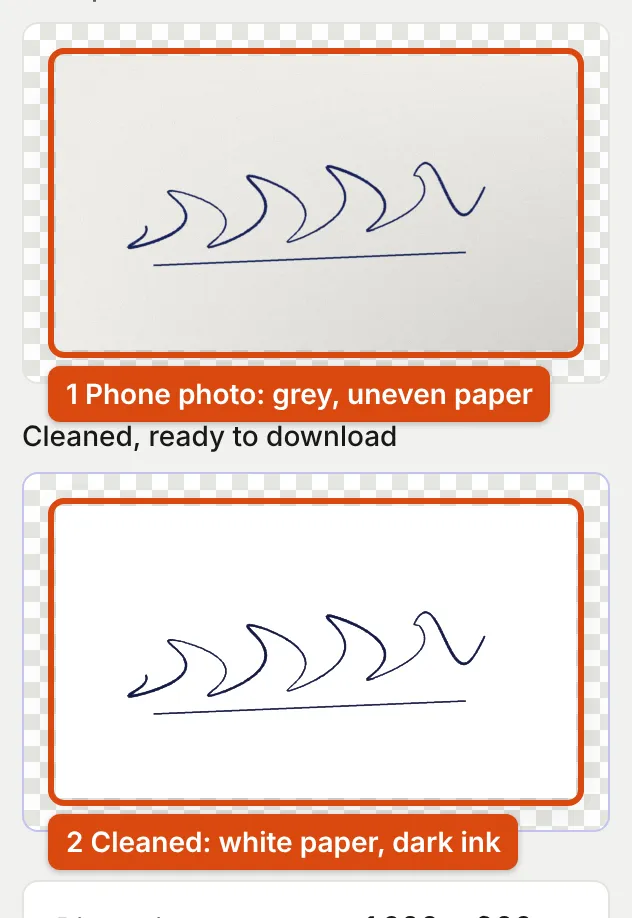 1 Phone photo: grey, uneven paper
Cleaned, ready to download
2 Cleaned: white paper, dark ink